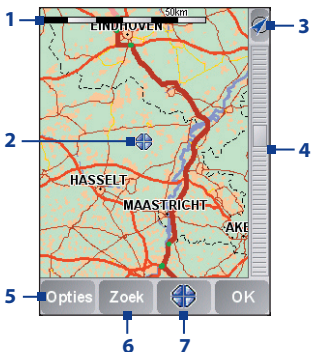 1
50km
3
EINDHOVEN
2
4
HASSELT
MAASTRICHT
AKE
5
Opties
Zoek
OK
6
7